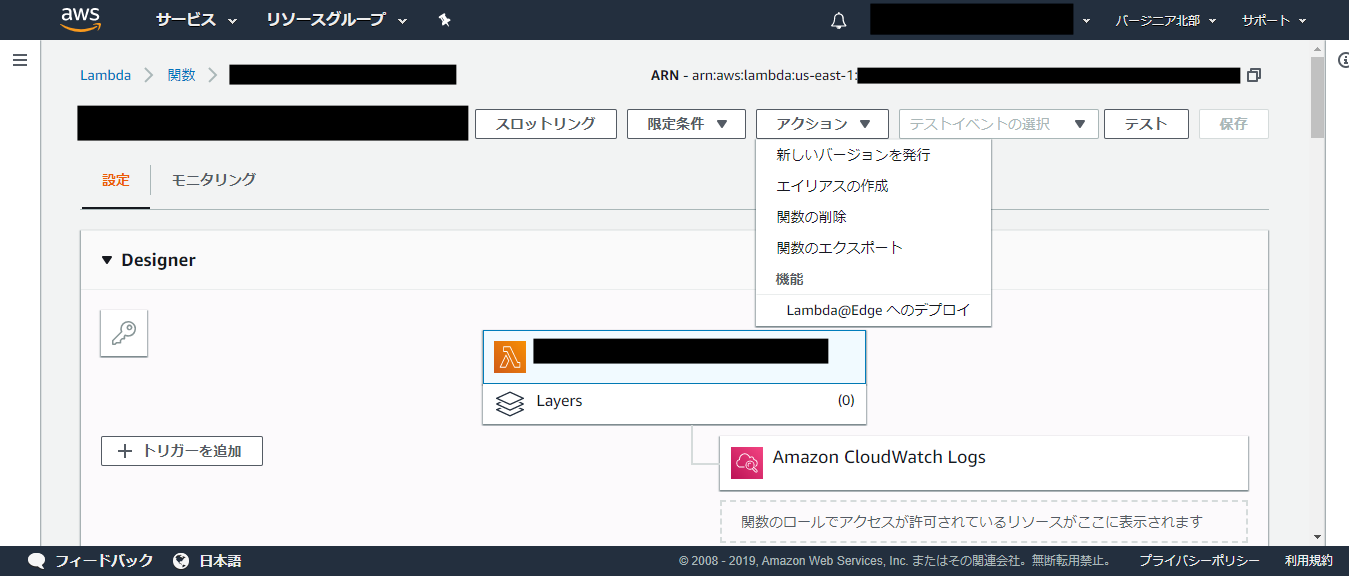 aws サービス リソースグループ バージニア北部 サポート
Lambda 関数 ARN - arn:aws:lambda:us-east-1:
スロットリング 限定条件 アクション テストイベントの選択 テスト 保存
新しいバージョンを発行
エイリアスの作成
関数の削除
関数のエクスポート
機能
Lambda@Edge へのデプロイ
設定 モニタリング
Designer
Layers (0)
トリガーを追加
Amazon CloudWatch Logs
関数のロールでアクセスが許可されているリソースがここに表示されます
フィードバック 日本語 © 2008 - 2019, Amazon Web Services, Inc. またはその関連会社。無断転用禁止。 プライバシーポリシー 利用規約